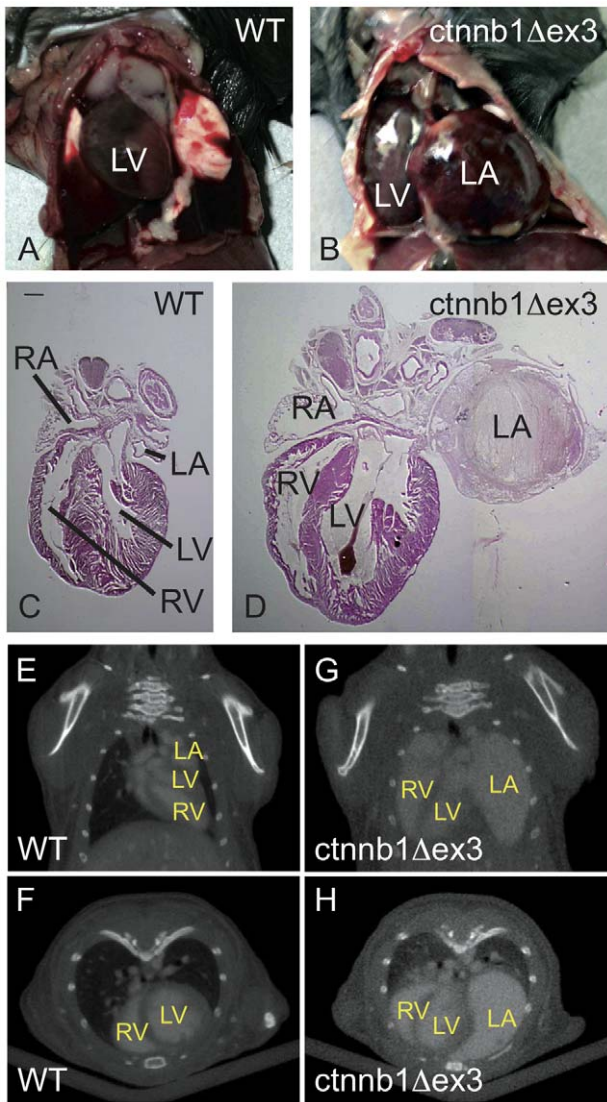 WT
LV
A
ctnnb1Δex3
LV
LA
B
WT
RA
LA
LV
RV
C
ctnnb1Δex3
RA
LA
RV
LV
D
E
LA
LV
RV
WT
G
RV
LA
LV
ctnnb1Δex3
F
LV
RV
WT
H
RV
LV
LA
ctnnb1Δex3